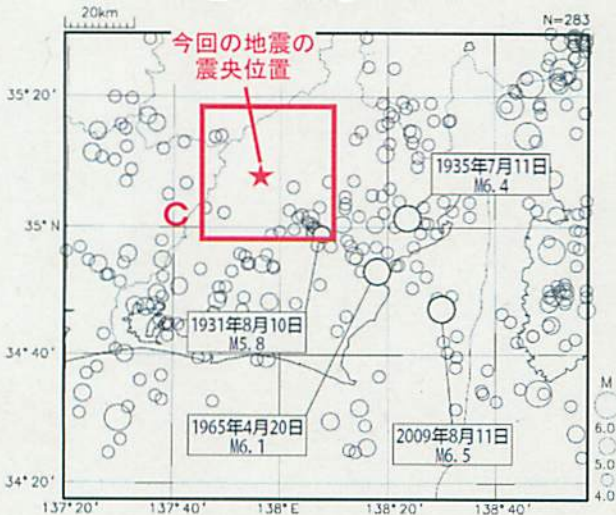 20km
N=283
今回の地震の
震央位置
35°20'
1935年7月11日
M6.4
C
35°N
1931年8月10日
M5.8
34°40'
M
6.0
5.0
4.0
1965年4月20日
M6.1
2009年8月11日
M6.5
34°20'
137°20' 137°40' 138°E 138°20' 138°40'